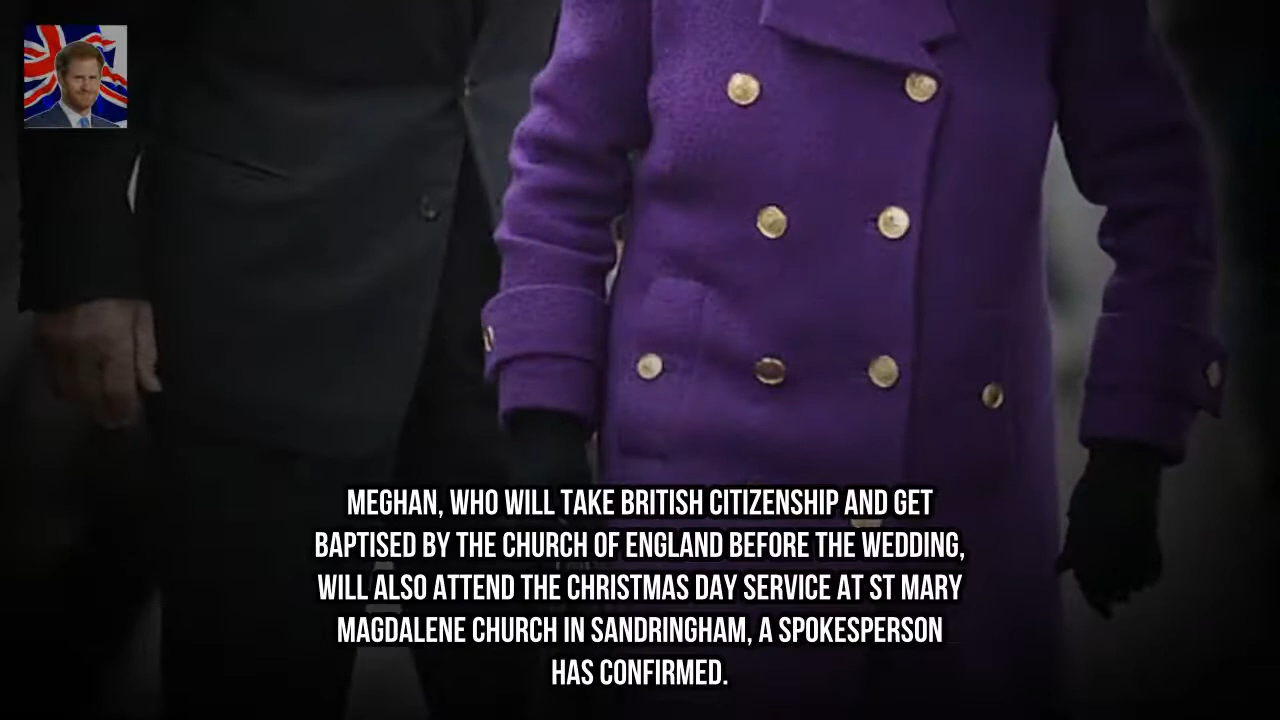 MEGHAN, WHO WILL TAKE BRITISH CITIZENSHIP AND GET
BAPTISED BY THE CHURCH OF ENGLAND BEFORE THE WEDDING,
WILL ALSO ATTEND THE CHRISTMAS DAY SERVICE AT ST MARY
MAGDALENE CHURCH IN SANDRINGHAM, A SPOKESPERSON
HAS CONFIRMED.